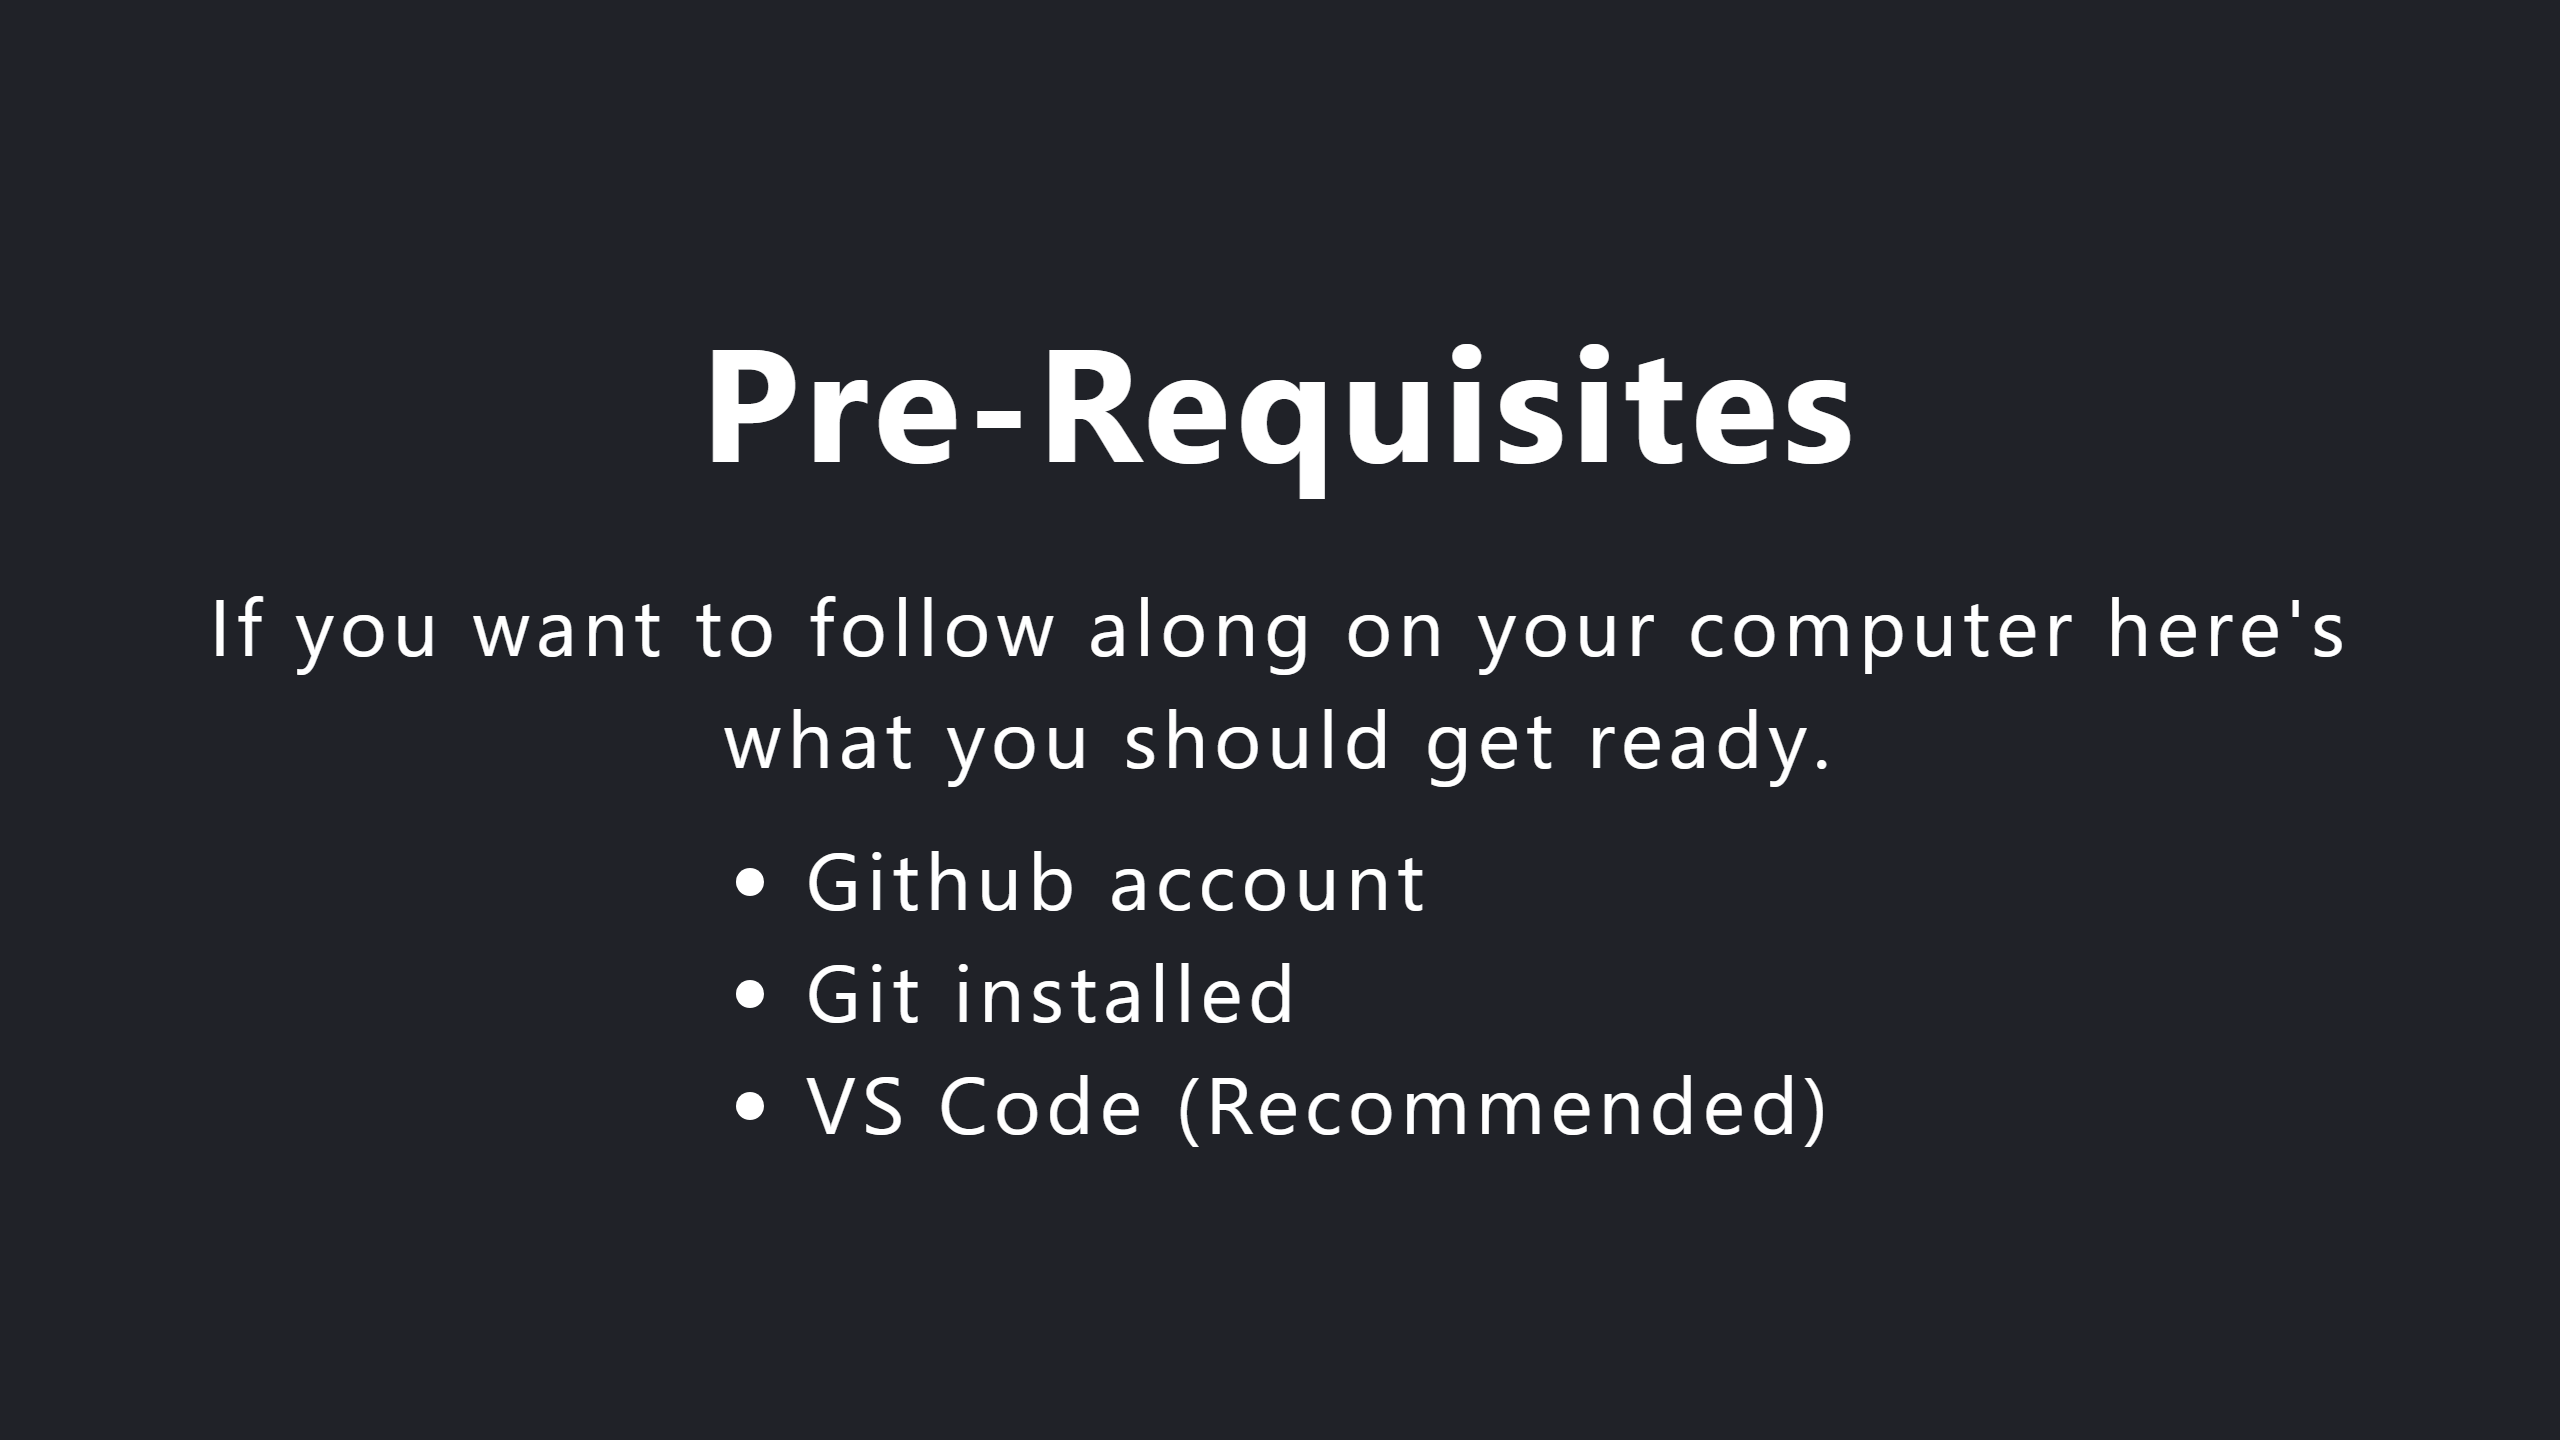 Pre-Requisites
If you want to follow along on your computer here's
what you should get ready.
• Github account
• Git installed
• VS Code (Recommended)